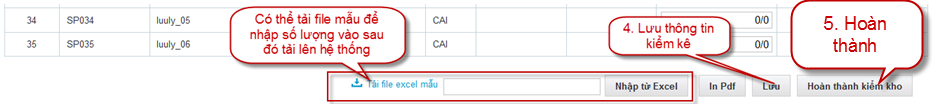 34 SP034 luuly_05 CAI 0/0
35 SP035 luuly_06 CAI 0/0
Có thể tải file mẫu để
nhập số lượng vào sau
đó tải lên hệ thống
4. Lưu thông tin
kiểm kê
5. Hoàn
thành
Tải file excel mẫu Nhập từ Excel In Pdf Lưu Hoàn thành kiểm kho